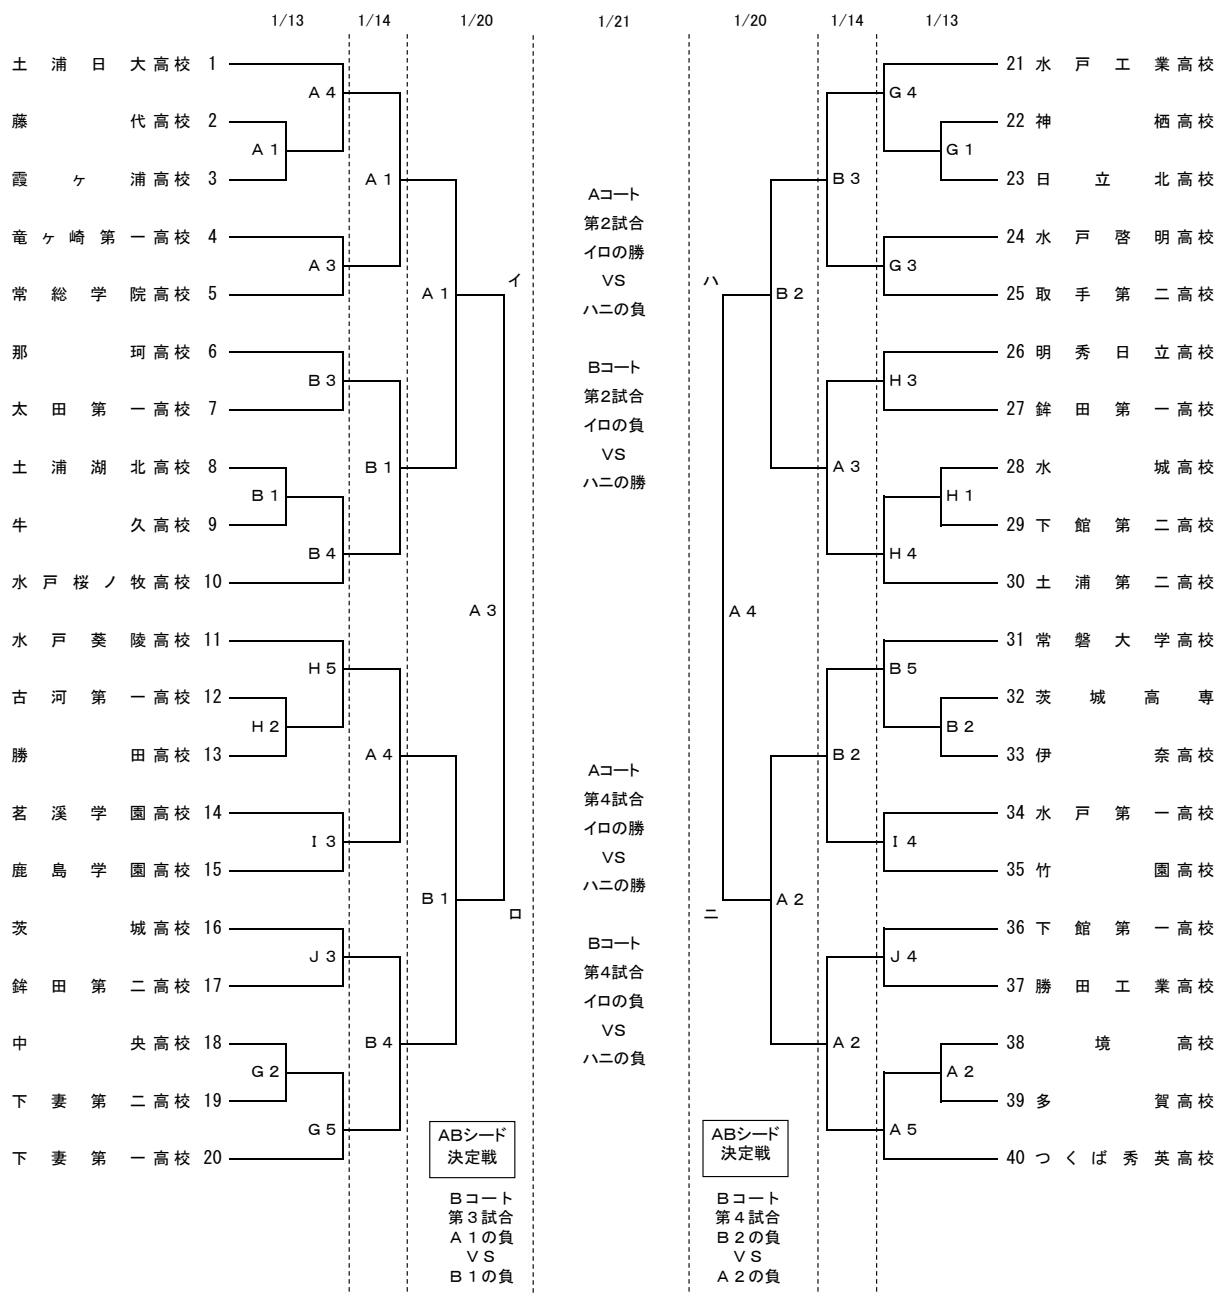 1/13 1/14 1/20 1/21 1/20 1/14 1/13
土浦日大高校 1
21 水戸工業高校
A4
G4
藤代高校 2
22 神栖高校
A1
G1
霞ヶ浦高校 3
A1
B3
23 日立北高校
Aコート
第2試合
イロの勝
VS
ハニの負
竜ヶ崎第一高校 4
24 水戸啓明高校
A3
G3
常総学院高校 5
A1
イ
ハ
B2
25 取手第二高校
那珂高校 6
26 明秀日立高校
Bコート
第2試合
イロの負
VS
ハニの勝
B3
H3
太田第一高校 7
27 鉾田第一高校
土浦湖北高校 8
B1
A3
28 水城高校
B1
H1
牛久高校 9
29 下館第二高校
B4
H4
水戸桜ノ牧高校 10
30 土浦第二高校
A3
A4
水戸葵陵高校 11
31 常磐大学高校
H5
B5
古河第一高校 12
32 茨城高専
H2
B2
勝田高校 13
A4
B2
33 伊奈高校
Aコート
第4試合
イロの勝
VS
ハニの勝
茗溪学園高校 14
34 水戸第一高校
I3
I4
鹿島学園高校 15
35 竹園高校
B1
ロ
ニ
A2
茨城高校 16
36 下館第一高校
Bコート
第4試合
イロの負
VS
ハニの負
J3
J4
鉾田第二高校 17
37 勝田工業高校
中央高校 18
B4
A2
38 境高校
G2
A2
下妻第二高校 19
39 多賀高校
G5
A5
下妻第一高校 20
40 つくば秀英高校
ABシード
決定戦
Bコート
第3試合
A1の負
VS
B1の負
ABシード
決定戦
Bコート
第4試合
B2の負
VS
A2の負